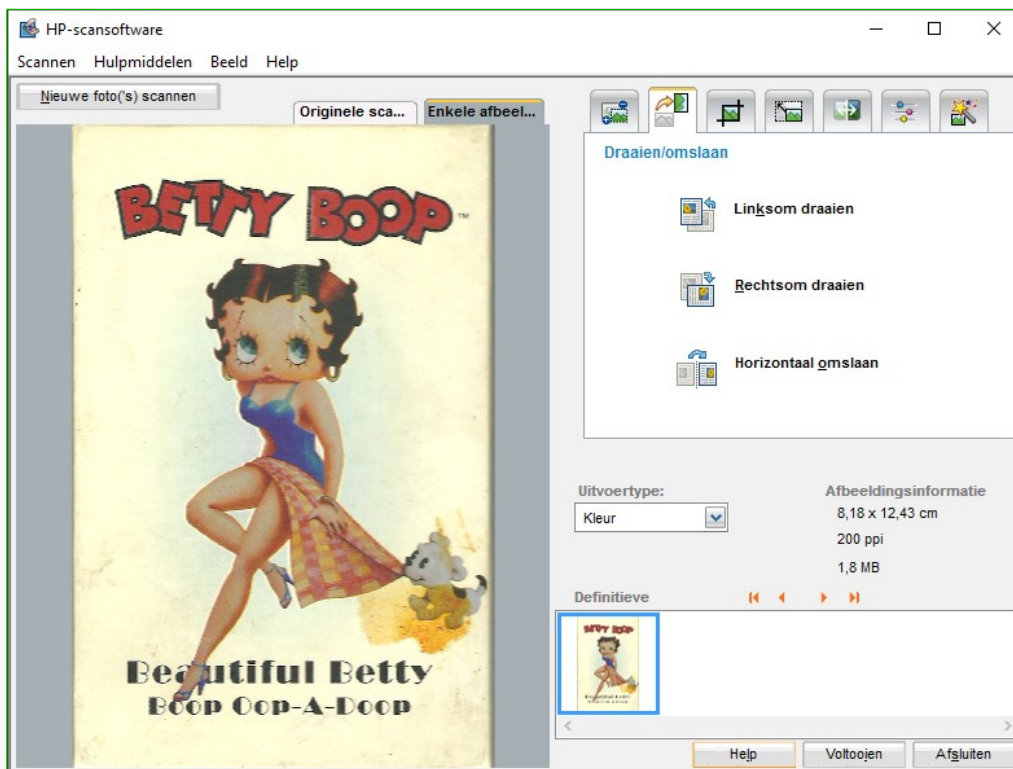 HP-scansoftware
Scannen Hulpmiddelen Beeld Help
Nieuwe foto('s) scannen
Originele sca... Enkele afbeel...
BETTY BOOP™
Beautiful Betty
Boop Oop-A-Doop
Draaien/omslaan
Linksom draaien
Rechtsom draaien
Horizontaal omslaan
Uitvoertype:
Kleur
Afbeeldingsinformatie
8,18 x 12,43 cm
200 ppi
1,8 MB
Definitieve
BETTY BOOP
Help Voltooien Afsluiten